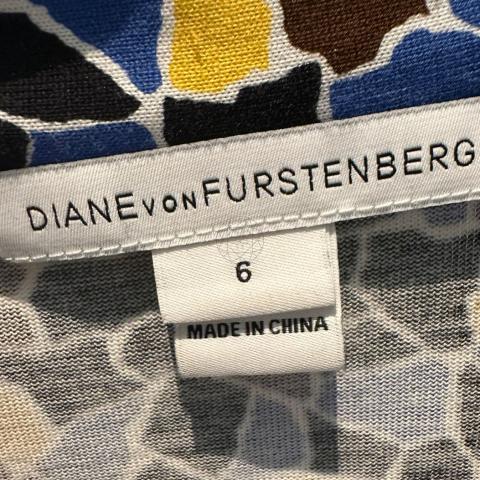 DIANE VON FURSTENBERG
6
MADE IN CHINA